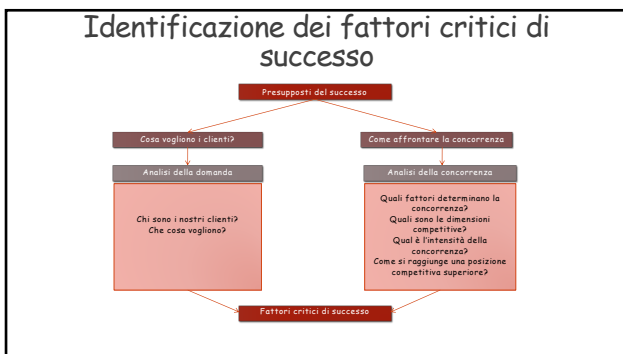 Identificazione dei fattori critici di
successo
Presupposti del successo
Cosa vogliono i clienti?
Come affrontare la concorrenza
Analisi della domanda
Analisi della concorrenza
Chi sono i nostri clienti?
Che cosa vogliono?
Quali fattori determinano la
concorrenza?
Quali sono le dimensioni
competitive?
Qual è l'intensità della
concorrenza?
Come si raggiunge una posizione
competitiva superiore?
Fattori critici di successo